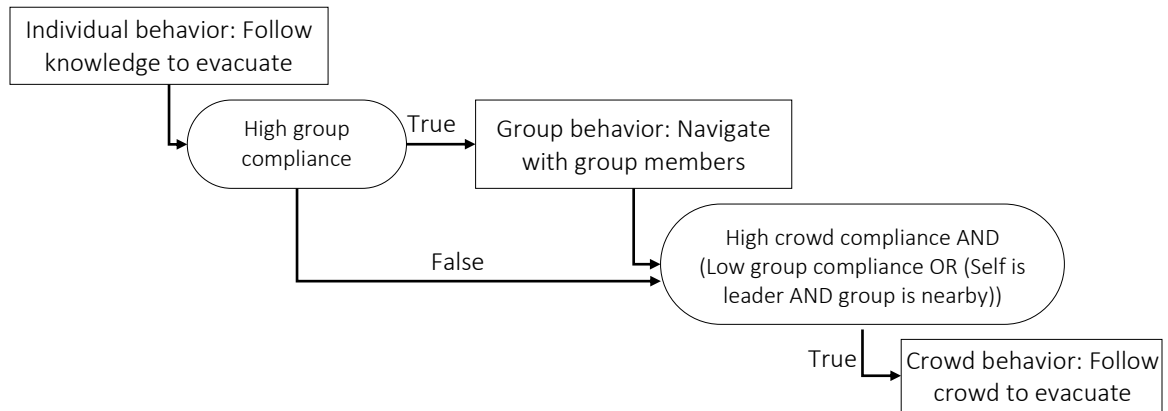 Individual behavior: Follow
knowledge to evacuate
High group
compliance
True
Group behavior: Navigate
with group members
False
High crowd compliance AND
(Low group compliance OR (Self is
leader AND group is nearby))
True
Crowd behavior: Follow
crowd to evacuate